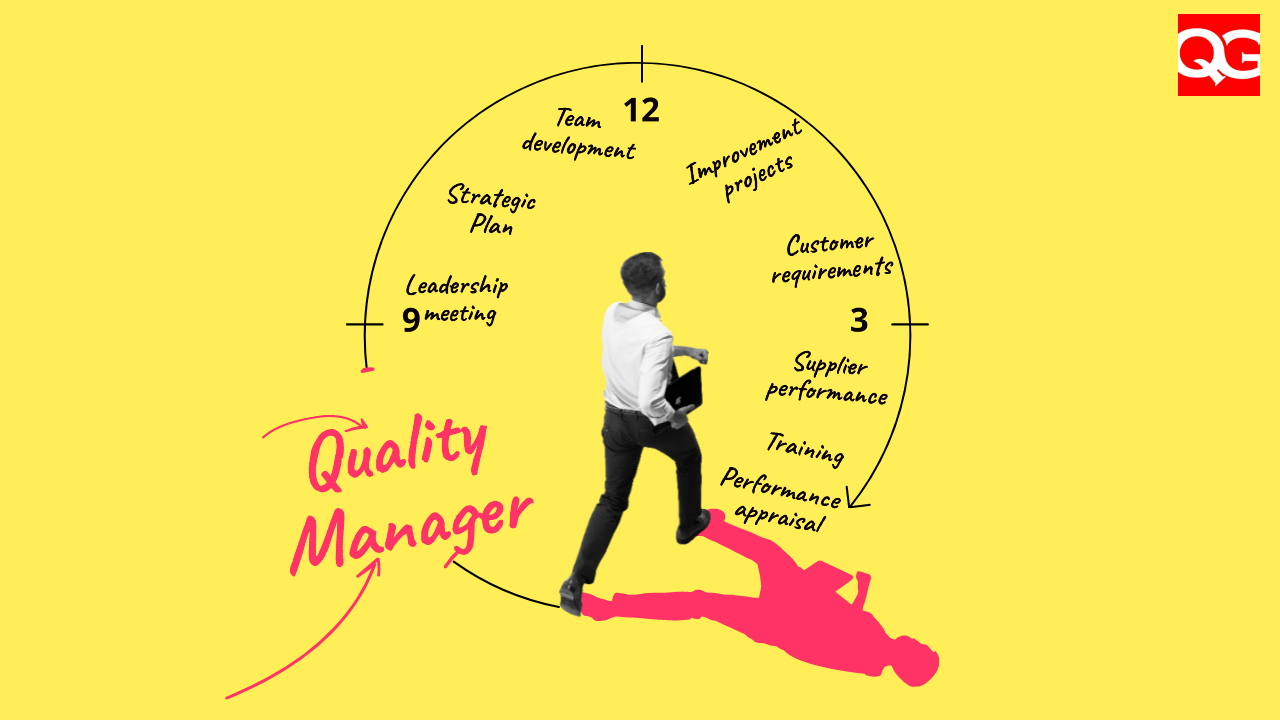 QG
12
Team
development
Improvement
projects
Strategic
Plan
Customer
requirements
Leadership
9 meeting
3
Supplier
performance
Training
Performance
appraisal
Quality
Manager